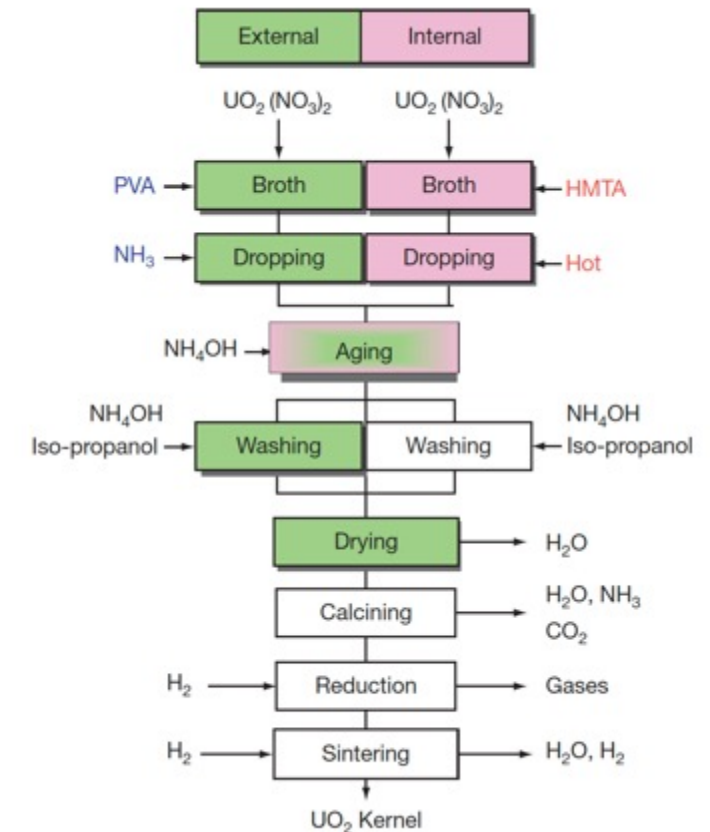 External Internal
UO₂ (NO₃)₂ UO₂ (NO₃)₂
PVA Broth Broth HMTA
NH₃ Dropping Dropping Hot
NH₄OH Aging
NH₄OH NH₄OH
Iso-propanol Washing Washing Iso-propanol
Drying H₂O
H₂O, NH₃
Calcining
CO₂
H₂ Reduction Gases
H₂ Sintering H₂O, H₂
UO₂ Kernel